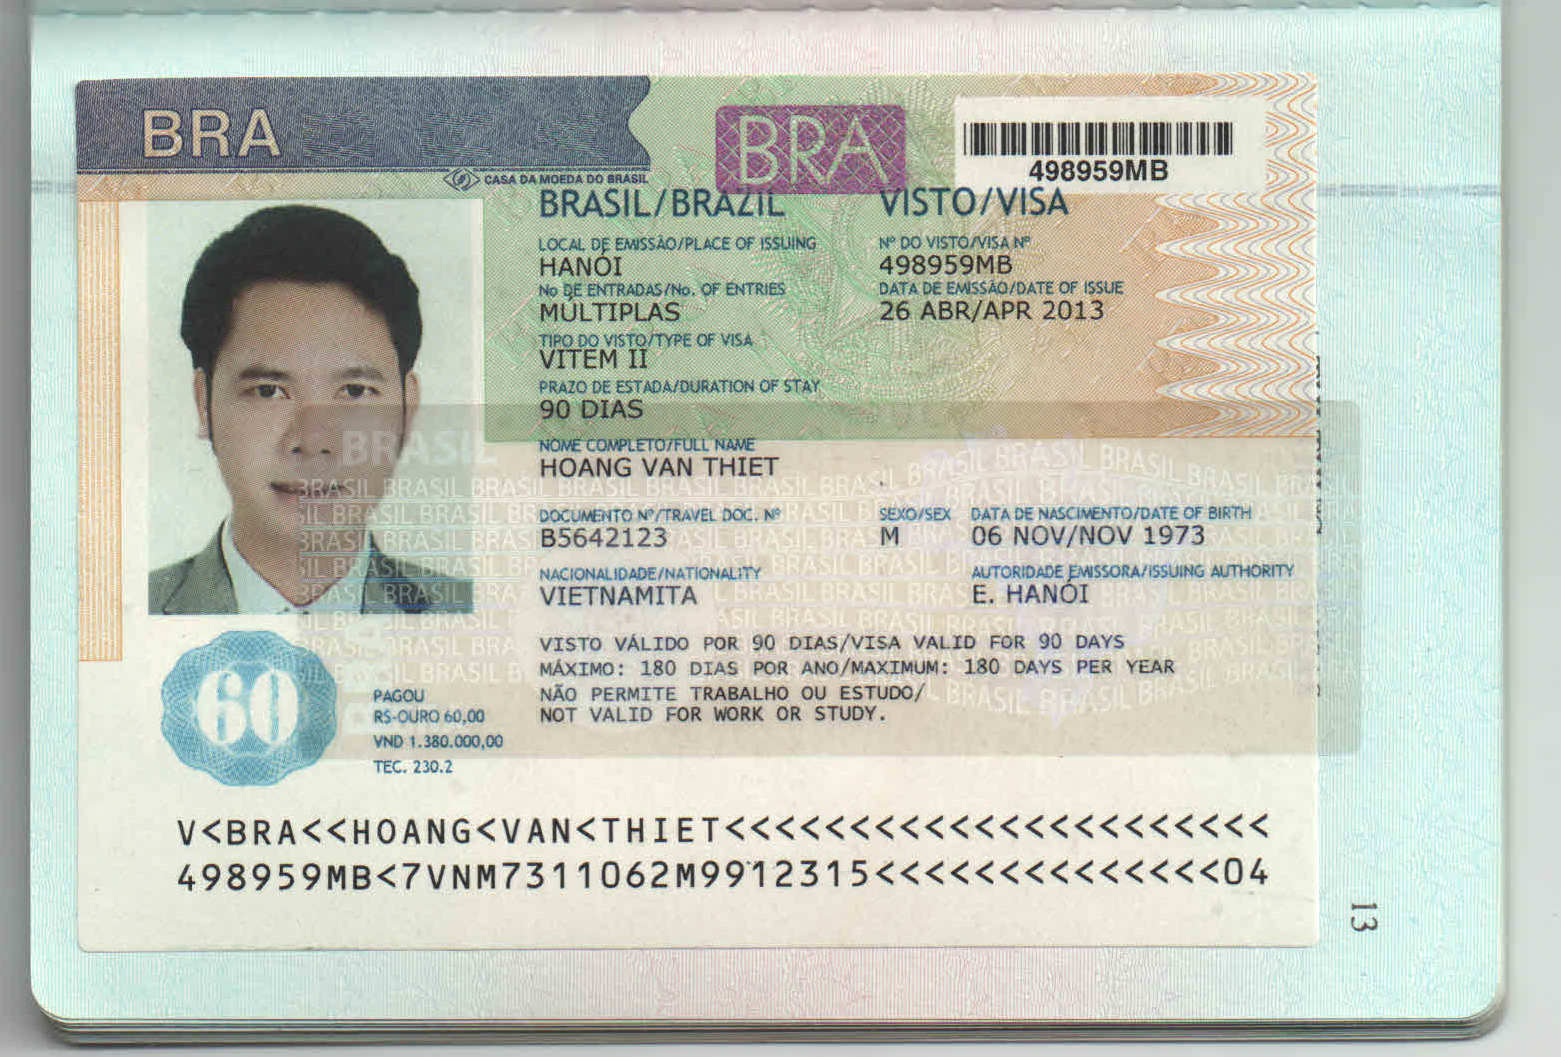 BRA
CASA DA MOEDA DO BRASIL
BRA
498959MB
BRASIL/BRAZIL
VISTO/VISA
LOCAL DE EMISSÃO/PLACE OF ISSUING
HANÓI
Nº DO VISTO/VISA Nº
498959MB
No DE ENTRADAS/No. OF ENTRIES
MÚLTIPLAS
DATA DE EMISSÃO/DATE OF ISSUE
26 ABR/APR 2013
TIPO DO VISTO/TYPE OF VISA
VITEM II
PRAZO DE ESTADA/DURATION OF STAY
90 DIAS
NOME COMPLETO/FULL NAME
HOANG VAN THIET
DOCUMENTO Nº/TRAVEL DOC. Nº
B5642123
SEXO/SEX
M
DATA DE NASCIMENTO/DATE OF BIRTH
06 NOV/NOV 1973
NACIONALIDADE/NATIONALITY
VIETNAMITA
AUTORIDADE EMISSORA/ISSUING AUTHORITY
E. HANÓI
VISTO VÁLIDO POR 90 DIAS/VISA VALID FOR 90 DAYS
MÁXIMO: 180 DIAS POR ANO/MAXIMUM: 180 DAYS PER YEAR
NÃO PERMITE TRABALHO OU ESTUDO/
NOT VALID FOR WORK OR STUDY.
60
PAGOU
R$-OURO 60,00
VND 1.380.000,00
TEC. 230.2
V<BRA<<HOANG<VAN<THIET<<<<<<<<<<<<<<<<<<<<<<
498959MB<7VNM7311062M9912315<<<<<<<<<<<<<<04
13